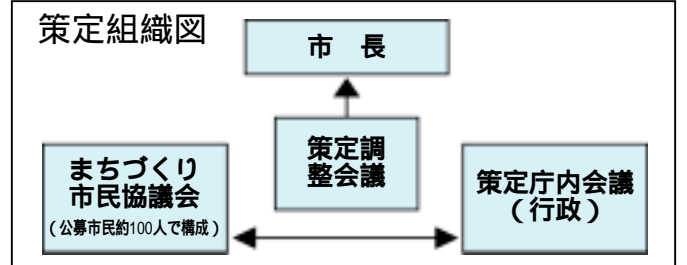 策定組織図
市　長
策定調
整会議
まちづくり
市民協議会
（公募市民約100人で構成）
策定庁内会議
（行政）